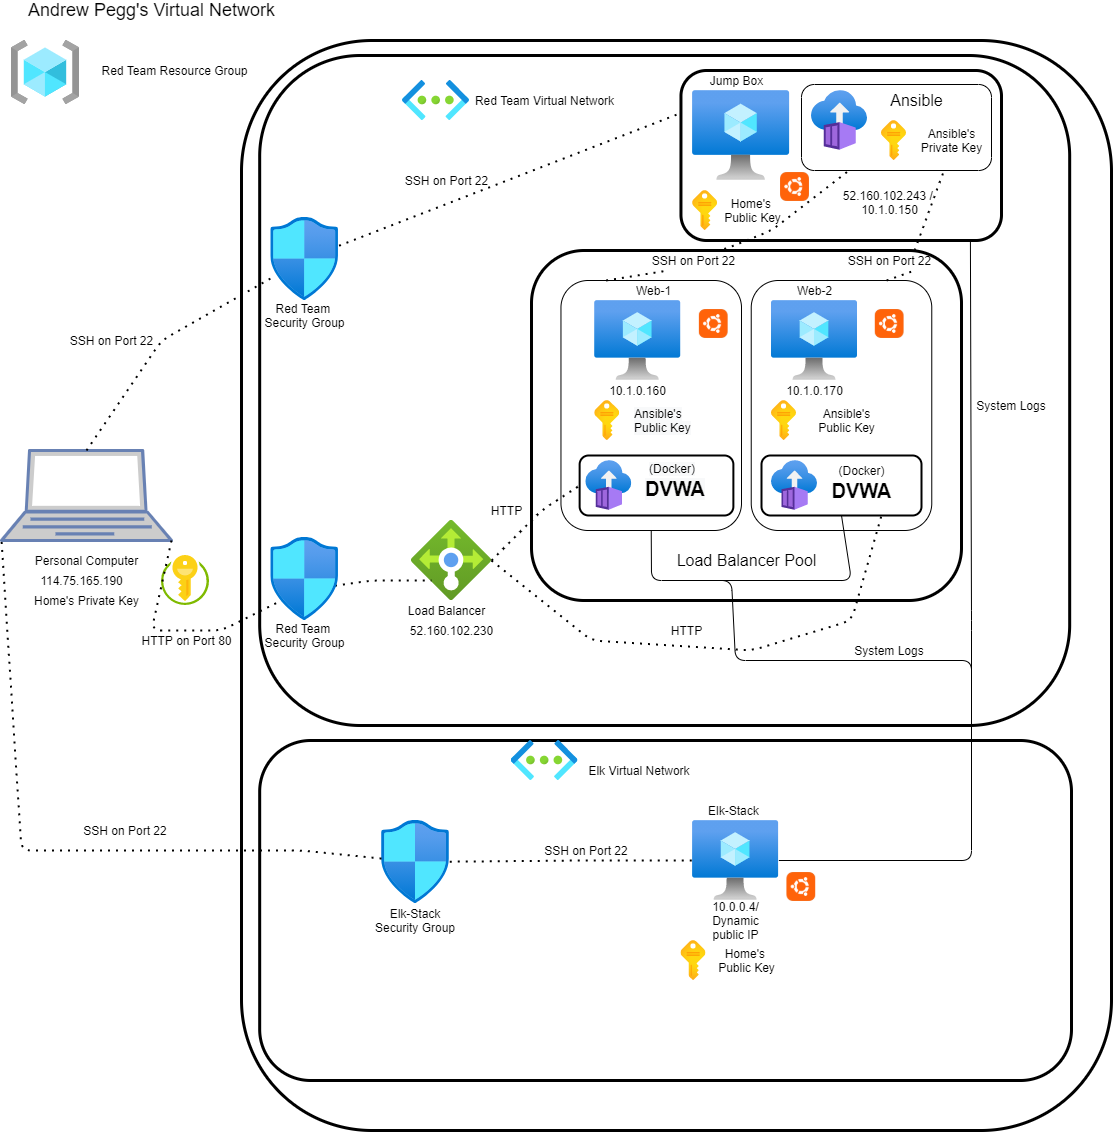 Andrew Pegg's Virtual Network
Red Team Resource Group
Red Team Virtual Network
Jump Box
Ansible
Ansible's
Private Key
Home's
Public Key
52.160.102.243 /
10.1.0.150
SSH on Port 22
SSH on Port 22
SSH on Port 22
Red Team
Security Group
SSH on Port 22
Web-1
10.1.0.160
Ansible's
Public Key
(Docker)
DVWA
Web-2
10.1.0.170
Ansible's
Public Key
(Docker)
DVWA
System Logs
Load Balancer Pool
HTTP
Personal Computer
114.75.165.190
Home's Private Key
HTTP on Port 80
Red Team
Security Group
Load Balancer
52.160.102.230
HTTP
System Logs
Elk Virtual Network
SSH on Port 22
Elk-Stack
Security Group
SSH on Port 22
Elk-Stack
10.0.0.4/
Dynamic
public IP
Home's
Public Key